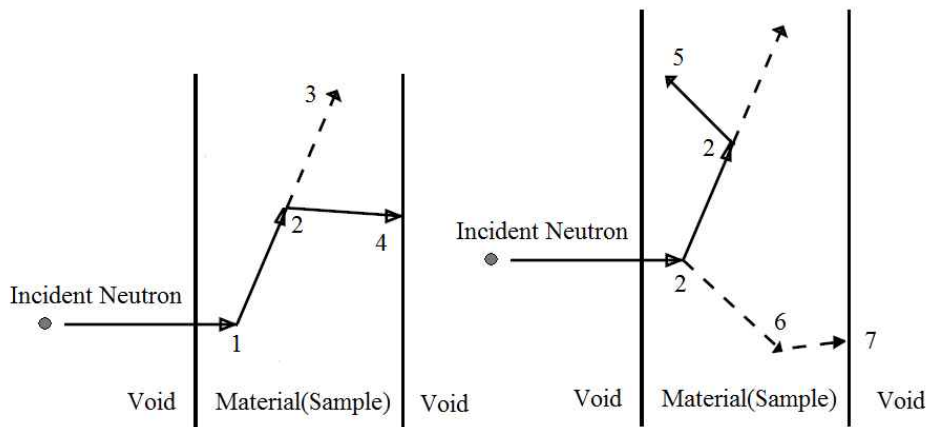 3
2
4
Incident Neutron
1
Void
Material(Sample)
Void
5
2
Incident Neutron
2
6
7
Material(Sample)
Void